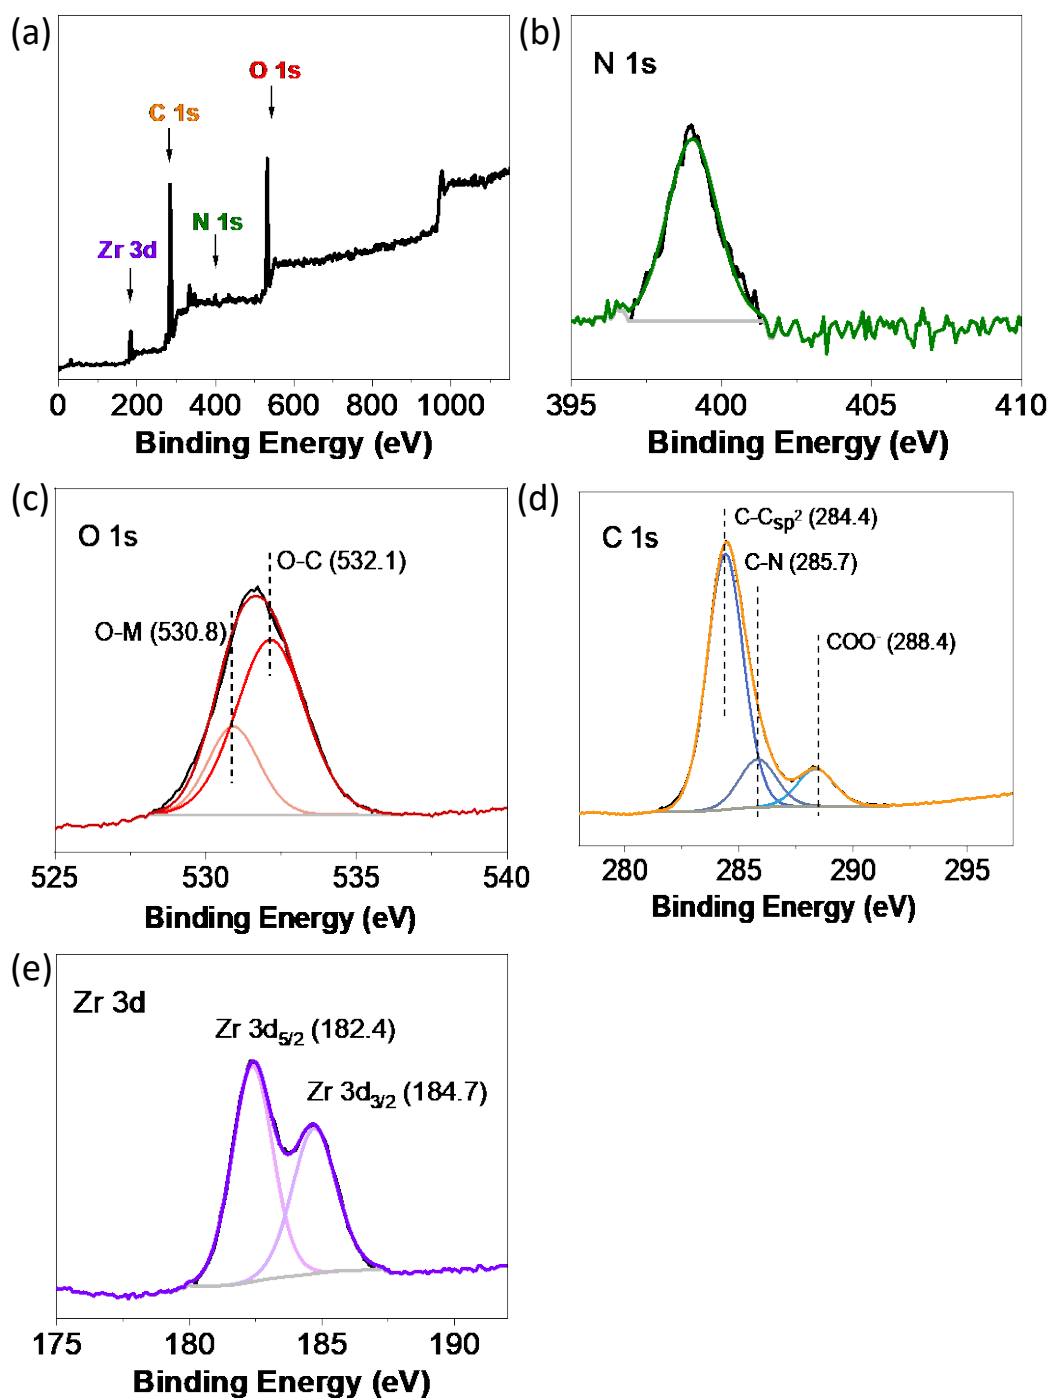 (a)
O 1s
C 1s
N 1s
Zr 3d
0 200 400 600 800 1000
Binding Energy (eV)
(b)
N 1s
395 400 405 410
Binding Energy (eV)
(c)
O 1s
O-C (532.1)
O-M (530.8)
525 530 535 540
Binding Energy (eV)
(d)
C 1s
C-Csp² (284.4)
C-N (285.7)
COO⁻ (288.4)
280 285 290 295
Binding Energy (eV)
(e)
Zr 3d
Zr 3d₅/₂ (182.4)
Zr 3d₃/₂ (184.7)
175 180 185 190
Binding Energy (eV)